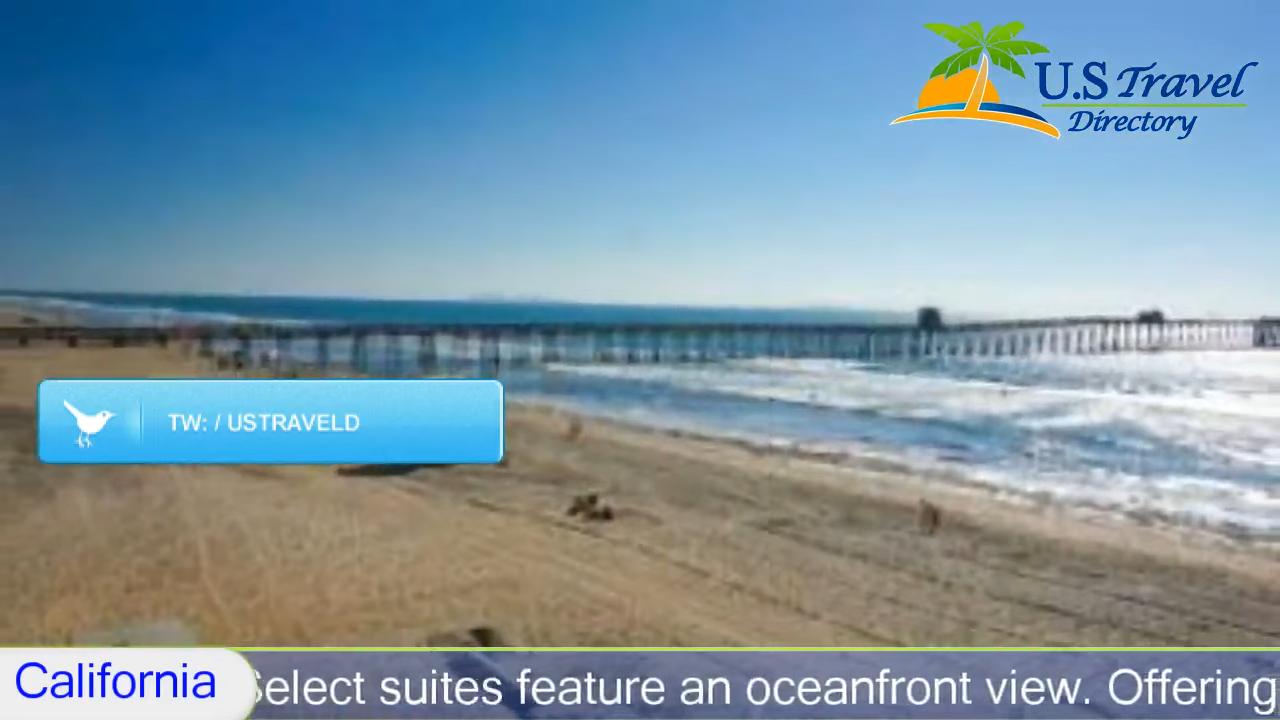 U.S Travel
Directory
TW: / USTRAVELD
California
Select suites feature an oceanfront view. Offering